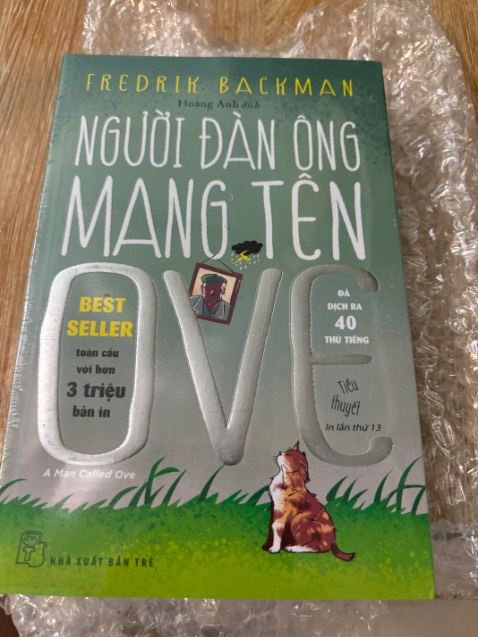 FREDRIK BACKMAN
Hoàng Anh dịch
NGƯỜI ĐÀN ÔNG
MANG TÊN
OVE
BEST
SELLER
toàn cầu
với hơn
3 triệu
bản in
ĐÃ
DỊCH RA
40
THỨ TIẾNG
Tiểu
thuyết
In lần thứ 13
A Man Called Ove
NHÀ XUẤT BẢN TRẺ